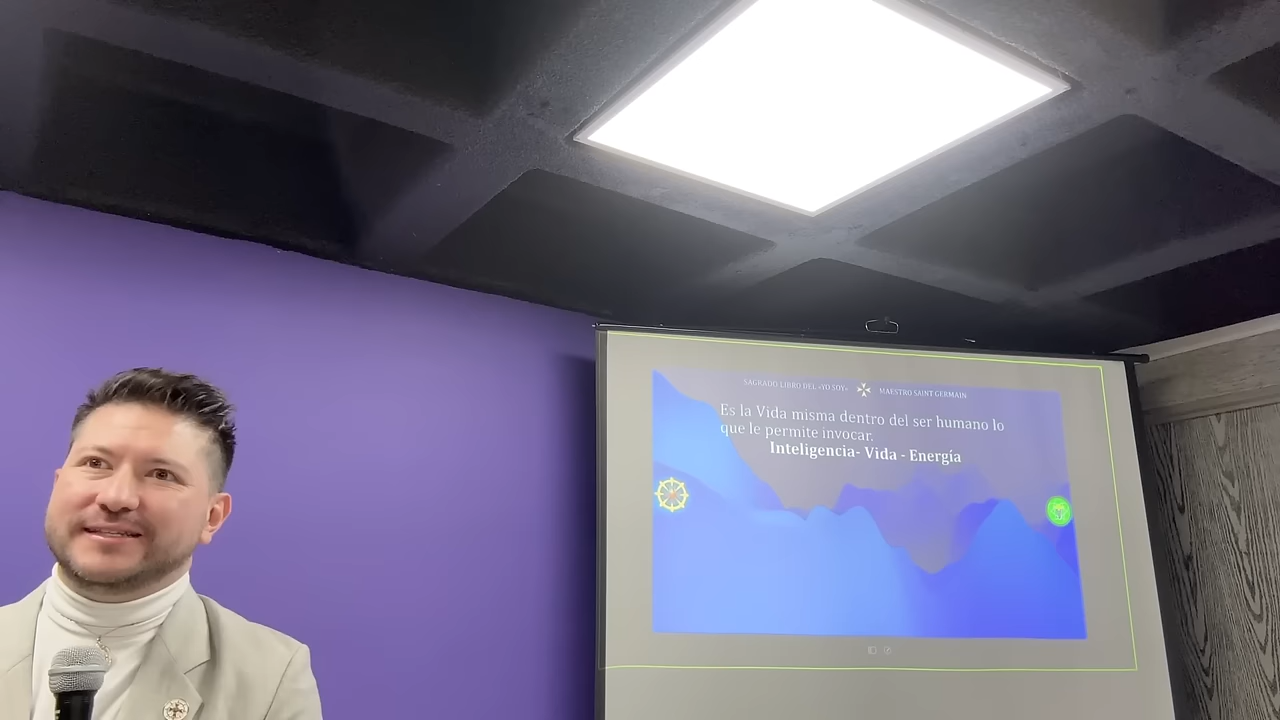 SAGRADO LIBRO DEL «YO SOY» MAESTRO SAINT GERMAIN
Es la Vida misma dentro del ser humano lo
que le permite invocar.
Inteligencia- Vida - Energía